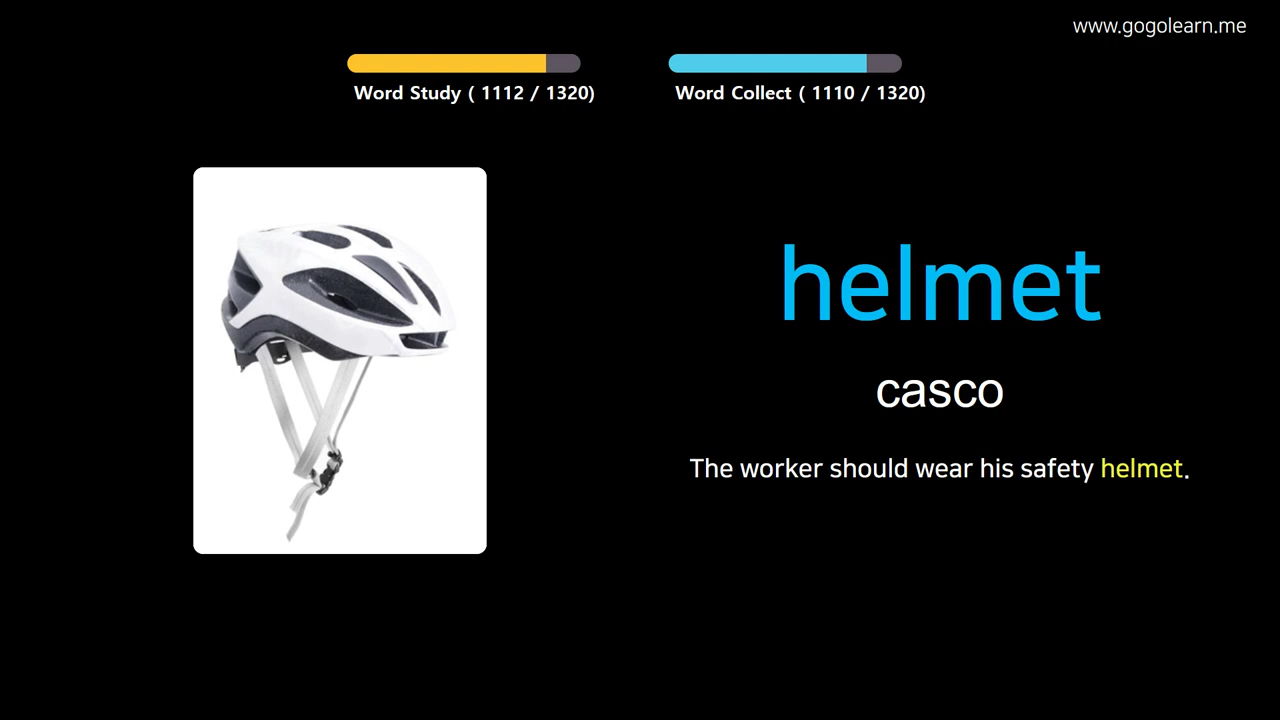 www.gogolearn.me
Word Study ( 1112 / 1320)
Word Collect ( 1110 / 1320)
helmet
casco
The worker should wear his safety helmet.